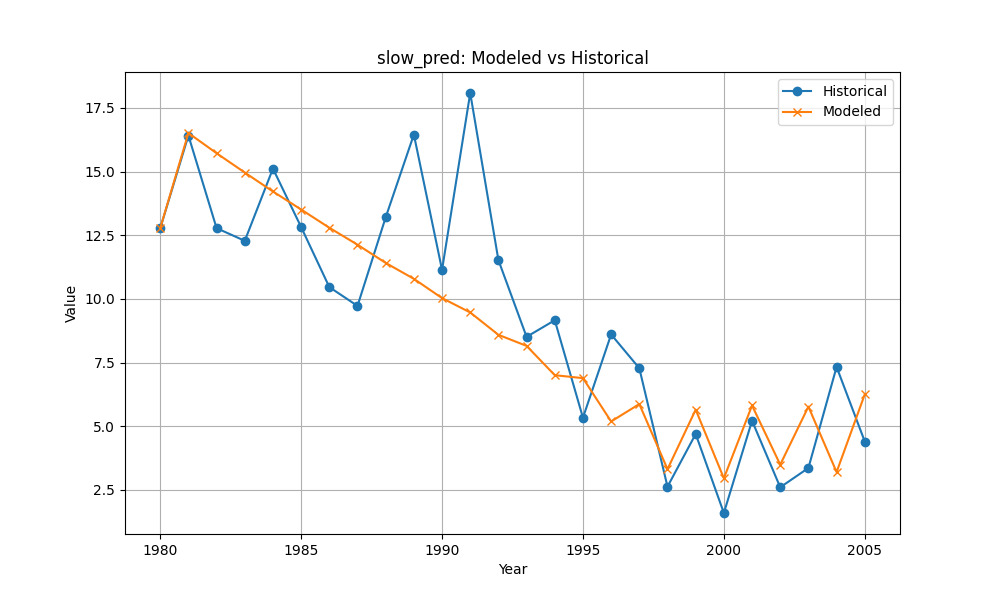 slow_pred: Modeled vs Historical
Historical
Modeled
Value
17.5
15.0
12.5
10.0
7.5
5.0
2.5
1980
1985
1990
1995
2000
2005
Year